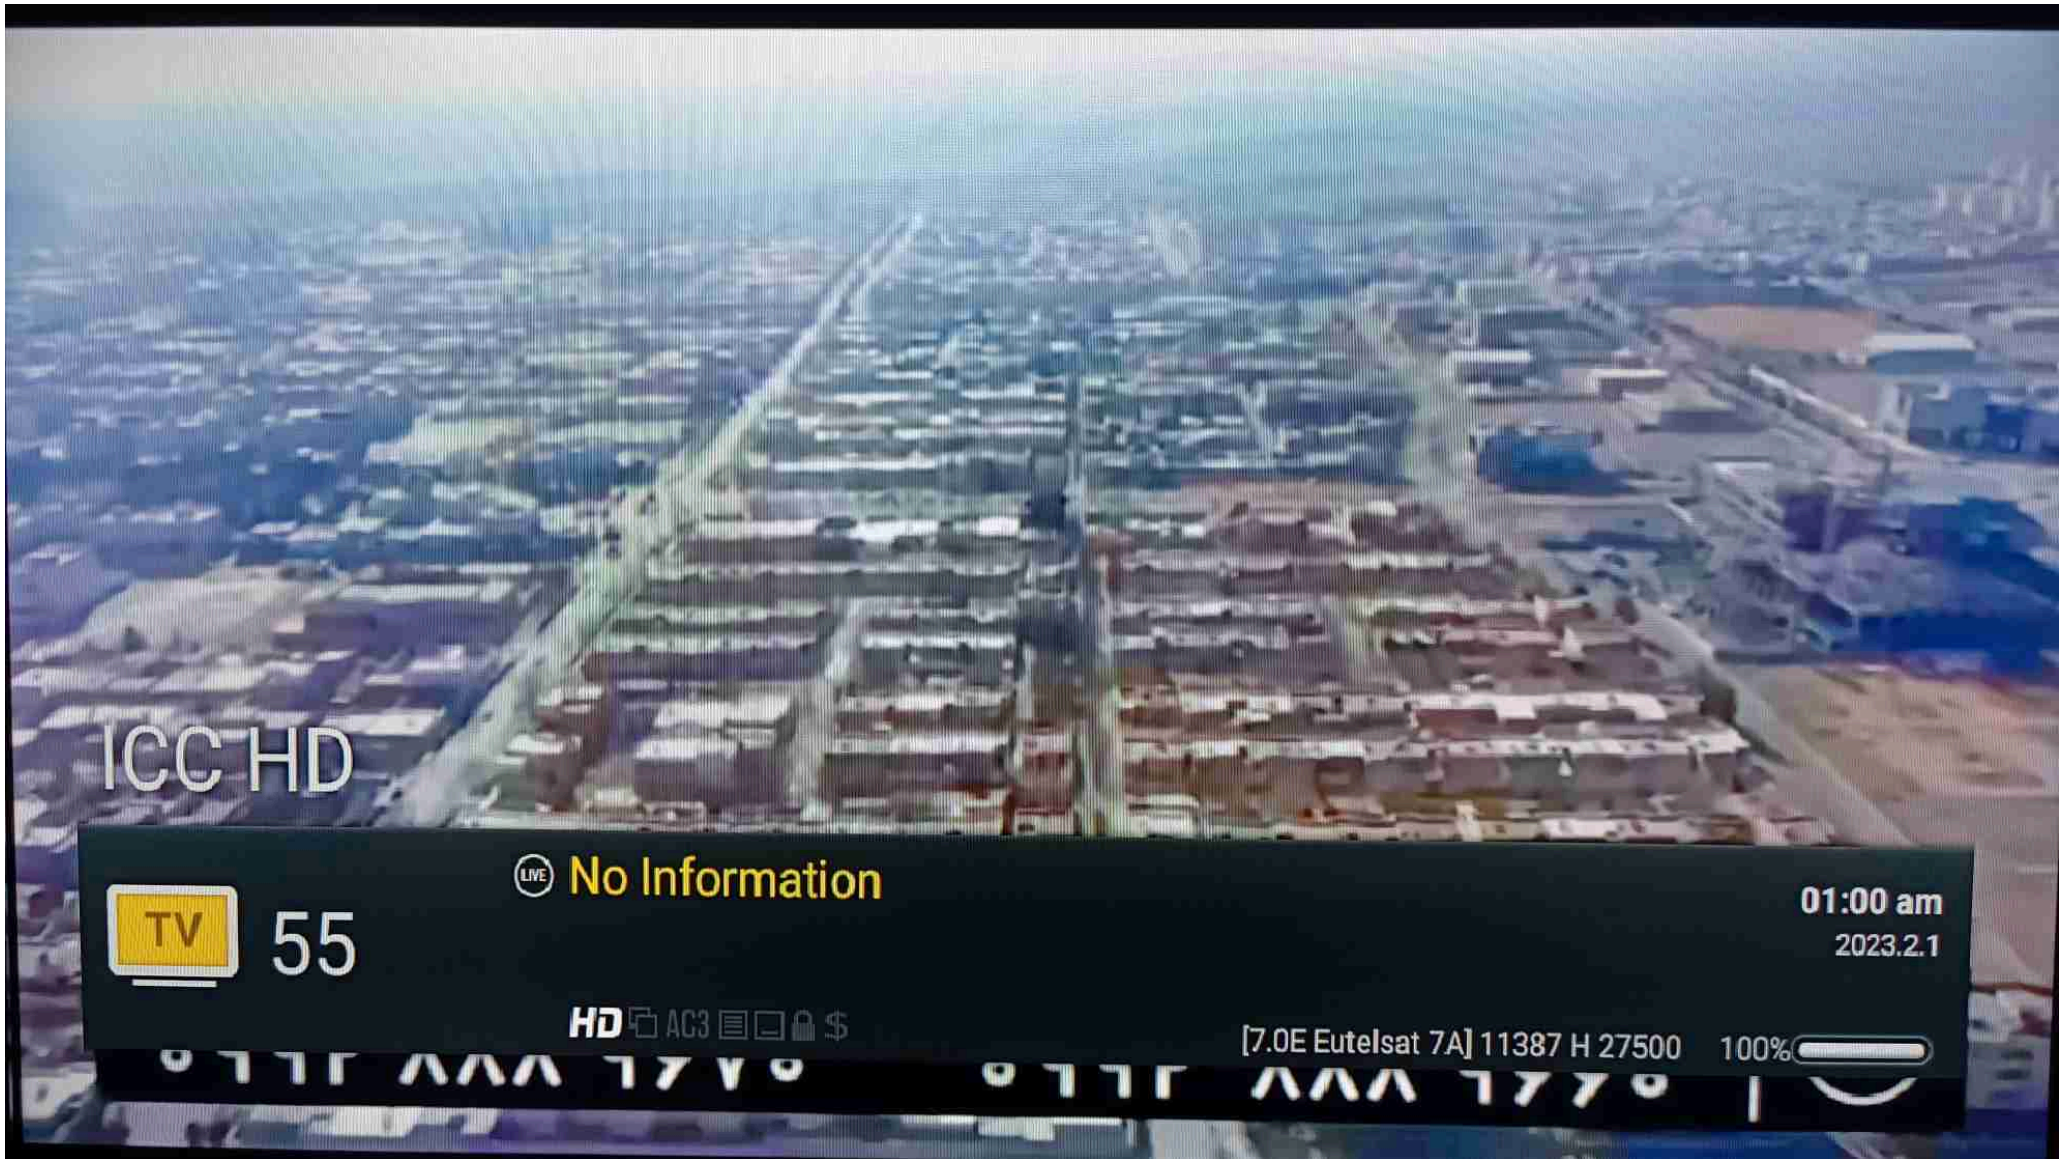 ICC HD
LIVE No Information
TV 55
01:00 am
2023.2.1
HD AC3 $
[7.0E Eutelsat 7A] 11387 H 27500 100%